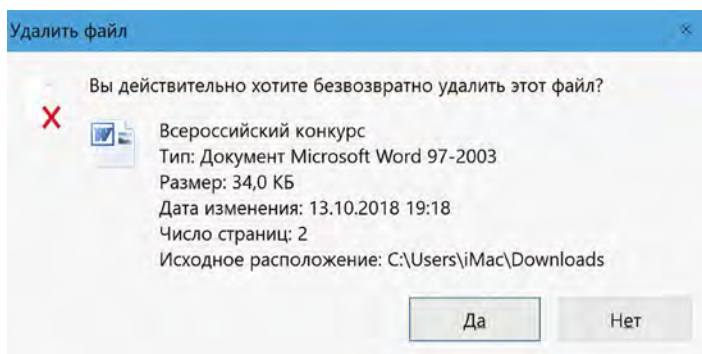 Удалить файл
Вы действительно хотите безвозвратно удалить этот файл?
Всероссийский конкурс
Тип: Документ Microsoft Word 97-2003
Размер: 34,0 КБ
Дата изменения: 13.10.2018 19:18
Число страниц: 2
Исходное расположение: C:\Users\iMac\Downloads
Да Нет